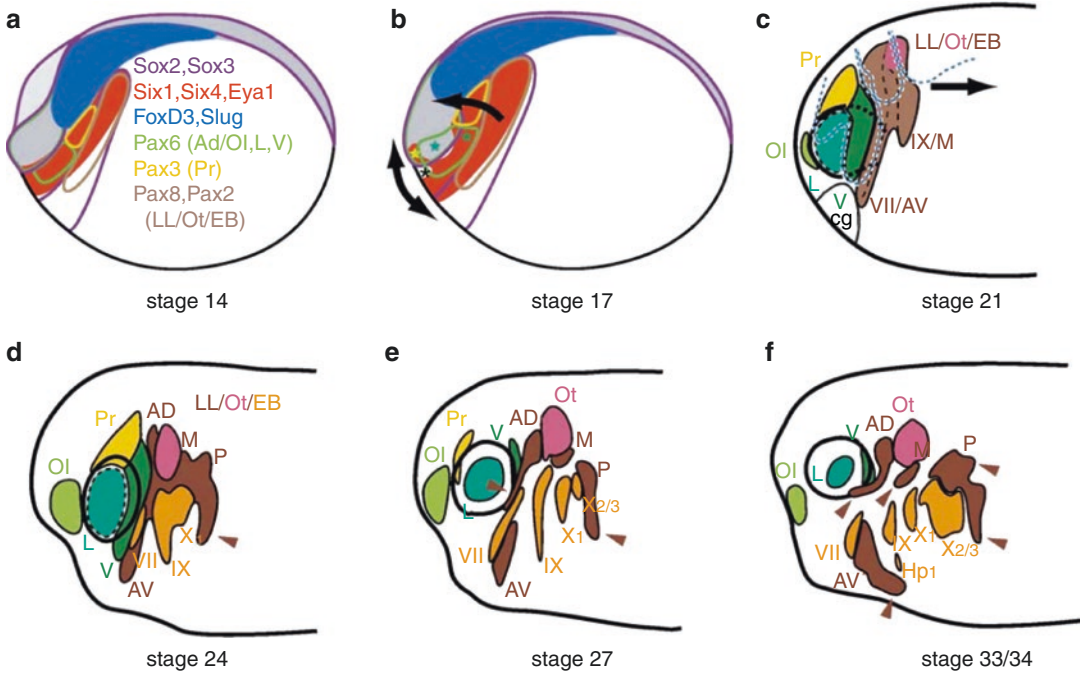 a
Sox2,Sox3
Six1,Six4,Eya1
FoxD3,Slug
Pax6 (Ad/Ol,L,V)
Pax3 (Pr)
Pax8,Pax2
(LL/Ot/EB)
stage 14
b
stage 17
c
LL/Ot/EB
Pr
Ol
IX/M
L
V
VII/AV
cg
stage 21
d
Pr
AD
LL/Ot/EB
M
P
Ol
L
V
VII
X1
IX
AV
stage 24
e
Ot
Pr
V
AD
M
Ol
P
L
X2/3
X1
VII
IX
AV
stage 27
f
Ot
V
AD
M
P
Ol
L
VII
IX
X1
X2/3
Hp1
AV
stage 33/34